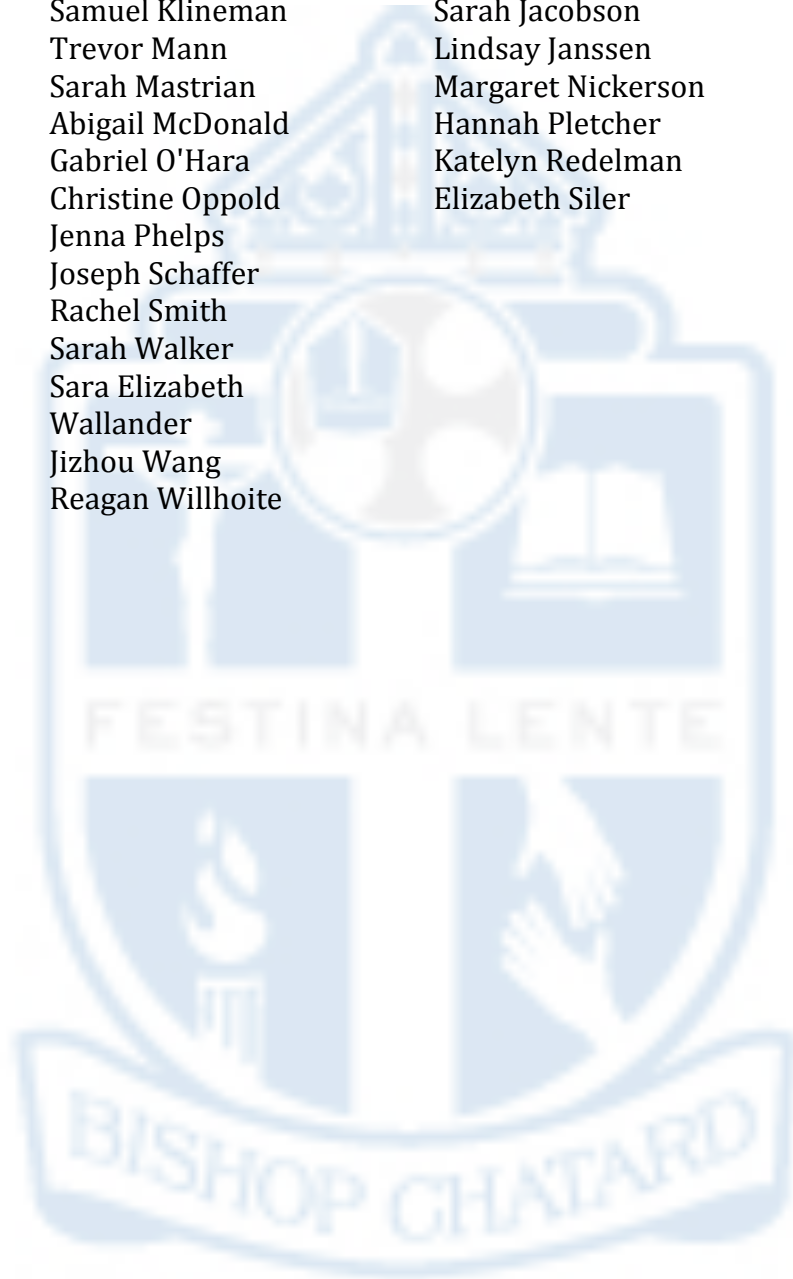 Samuel Klineman
Trevor Mann
Sarah Mastrian
Abigail McDonald
Gabriel O'Hara
Christine Oppold
Jenna Phelps
Joseph Schaffer
Rachel Smith
Sarah Walker
Sara Elizabeth
Wallander
Jizhou Wang
Reagan Willhoite
Sarah Jacobson
Lindsay Janssen
Margaret Nickerson
Hannah Pletcher
Katelyn Redelman
Elizabeth Siler
FESTINA LENTE
BISHOP CHATARD